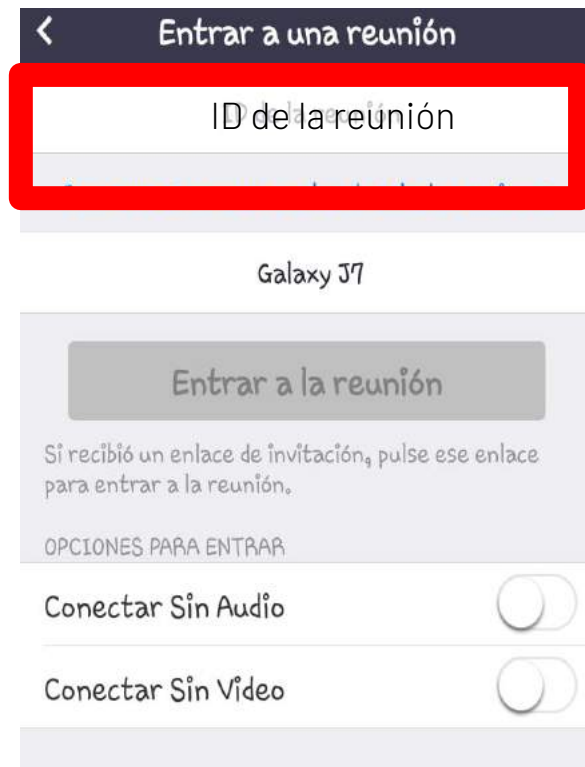 Entrar a una reunión
ID de la reunión
Galaxy J7
Entrar a la reunión
Si recibió un enlace de invitación, pulse ese enlace
para entrar a la reunión.
OPCIONES PARA ENTRAR
Conectar Sin Audio
Conectar Sin Video